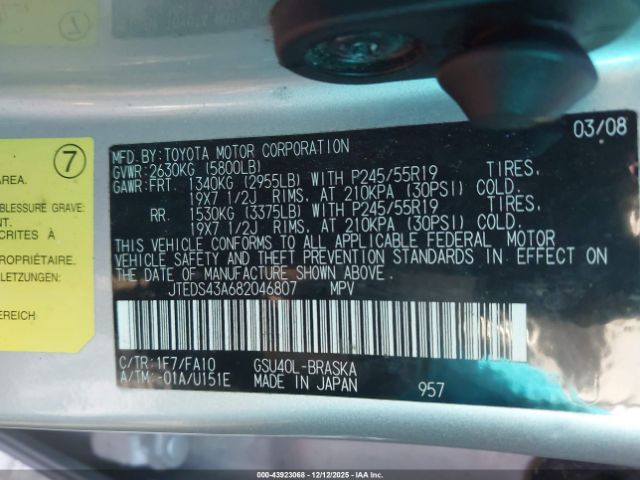 7
AREA.
BLESSURE GRAVE
NT.
CRITES À
PROPRIÉTAIRE.
LETZUNGEN:
BEREICH
03/08
MFD. BY: TOYOTA MOTOR CORPORATION
GVWR: 2630KG (5800LB)
GAWR: FRT. 1340KG (2955LB) WITH P245/55R19 TIRES,
19X7 1/2J RIMS, AT 210KPA (30PSI) COLD.
RR. 1530KG (3375LB) WITH P245/55R19 TIRES,
19X7 1/2J RIMS, AT 210KPA (30PSI) COLD.
THIS VEHICLE CONFORMS TO ALL APPLICABLE FEDERAL MOTOR
VEHICLE SAFETY AND THEFT PREVENTION STANDARDS IN EFFECT ON
THE DATE OF MANUFACTURE SHOWN ABOVE.
JTEDS43A682046807 MPV
C/TR: 1F7/FA10 GSU40L-BRASKA
A/TM: -01A/U151E MADE IN JAPAN 957
000-43923068 - 12/12/2025 - IAA Inc.